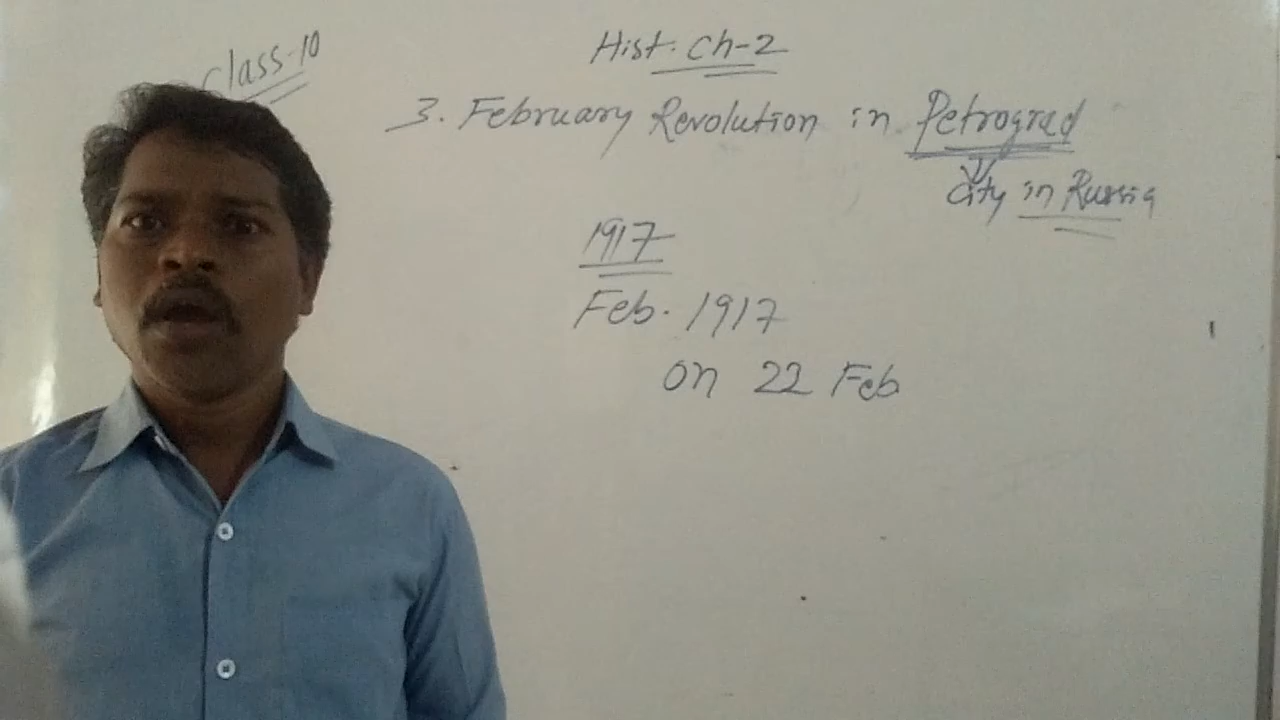 Class-10
Hist. Ch-2
3. February Revolution in Petrograd
City in Russia
1917
Feb. 1917
on 22 Feb